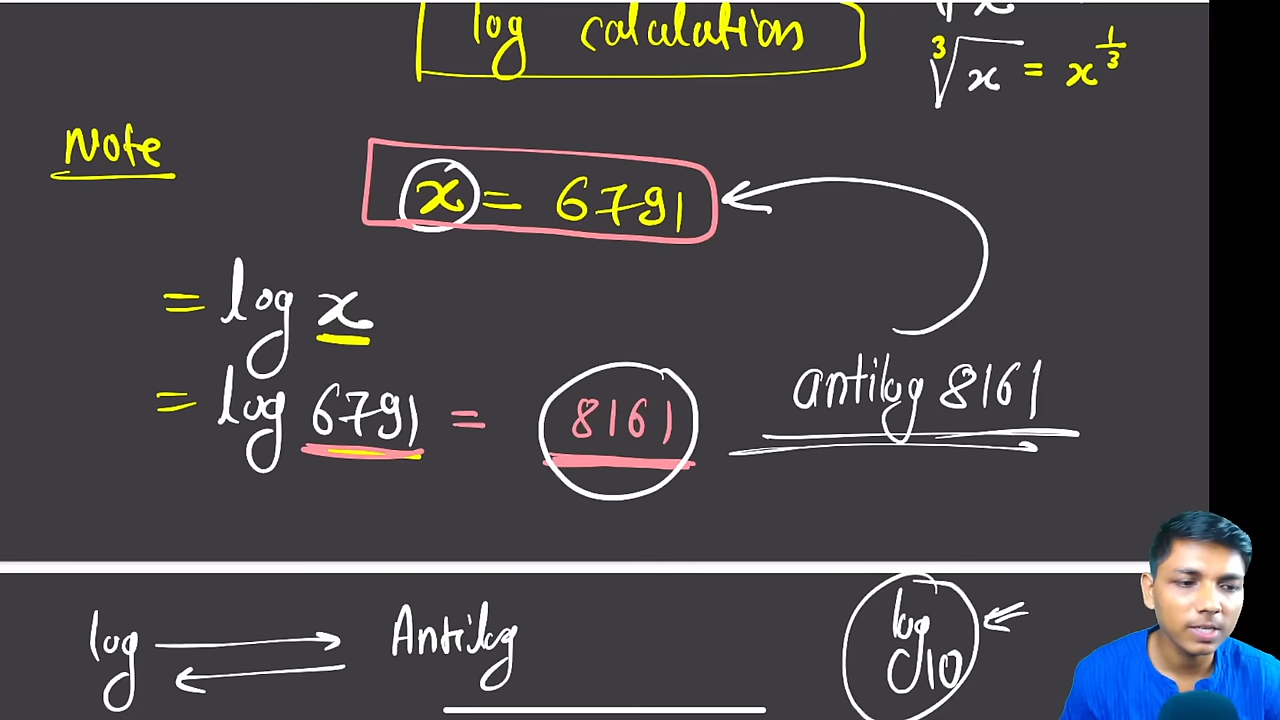 log calculation
∛x = x^(1/3)
Note
x = 6791
= log x
= log 6791 = 8161
antilog 8161
log Antilog
log 10